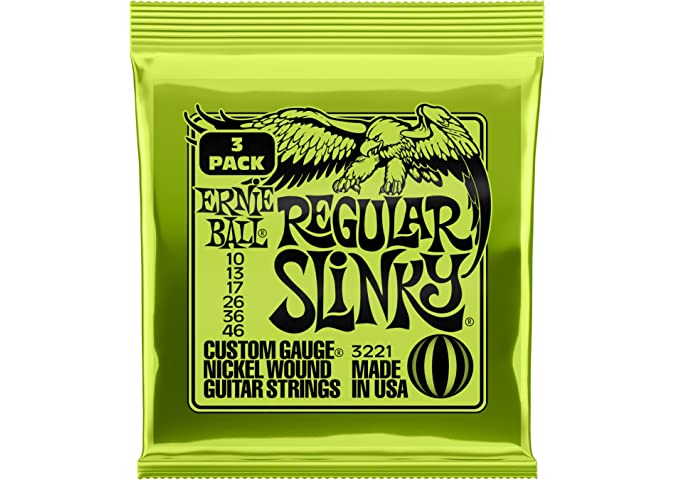 3
PACK
ERNIE
BALL®
REGULAR
SLINKY®
10
13
17
26
36
46
CUSTOM GAUGE® 3221
NICKEL WOUND MADE
GUITAR STRINGS IN USA